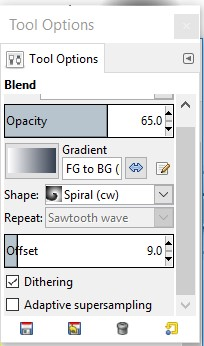 Tool Options
Tool Options
Blend
Opacity 65.0
Gradient
FG to BG (
Shape: Spiral (cw)
Repeat: Sawtooth wave
Offset 9.0
Dithering
Adaptive supersampling